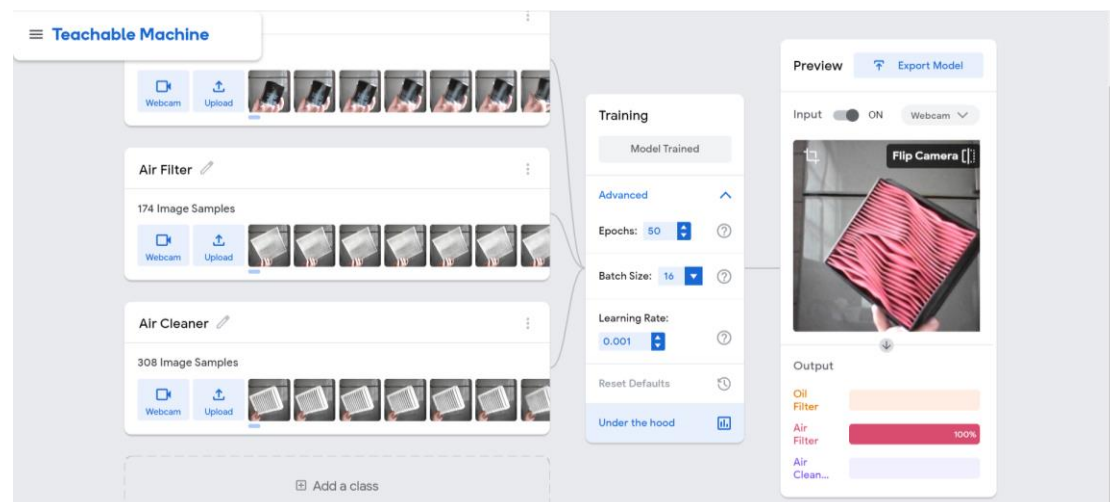 Teachable Machine
Webcam
Upload
Air Filter
174 Image Samples
Webcam
Upload
Air Cleaner
308 Image Samples
Webcam
Upload
Add a class
Training
Model Trained
Advanced
Epochs: 50
Batch Size: 16
Learning Rate:
0.001
Reset Defaults
Under the hood
Preview
Export Model
Input ON Webcam
Flip Camera
Output
Oil
Filter
Air
Filter
100%
Air
Clean...